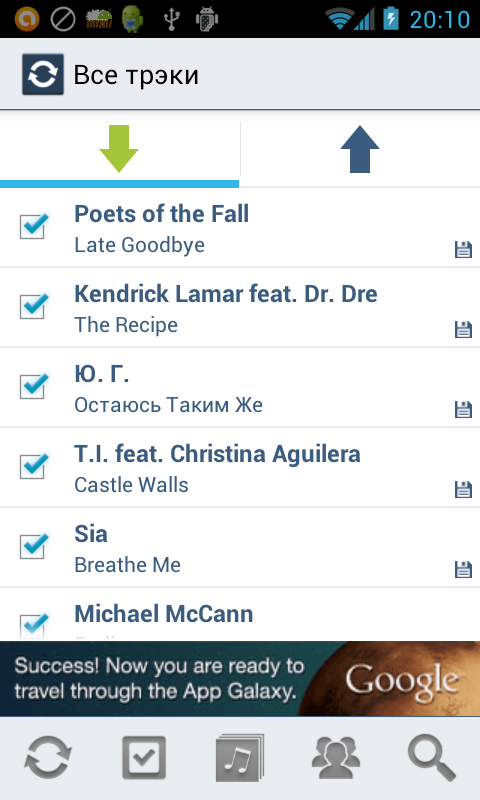 20:10
Все трэки
Poets of the Fall
Late Goodbye
Kendrick Lamar feat. Dr. Dre
The Recipe
Ю. Г.
Остаюсь Таким Же
T.I. feat. Christina Aguilera
Castle Walls
Sia
Breathe Me
Michael McCann
Success! Now you are ready to
travel through the App Galaxy.
Google